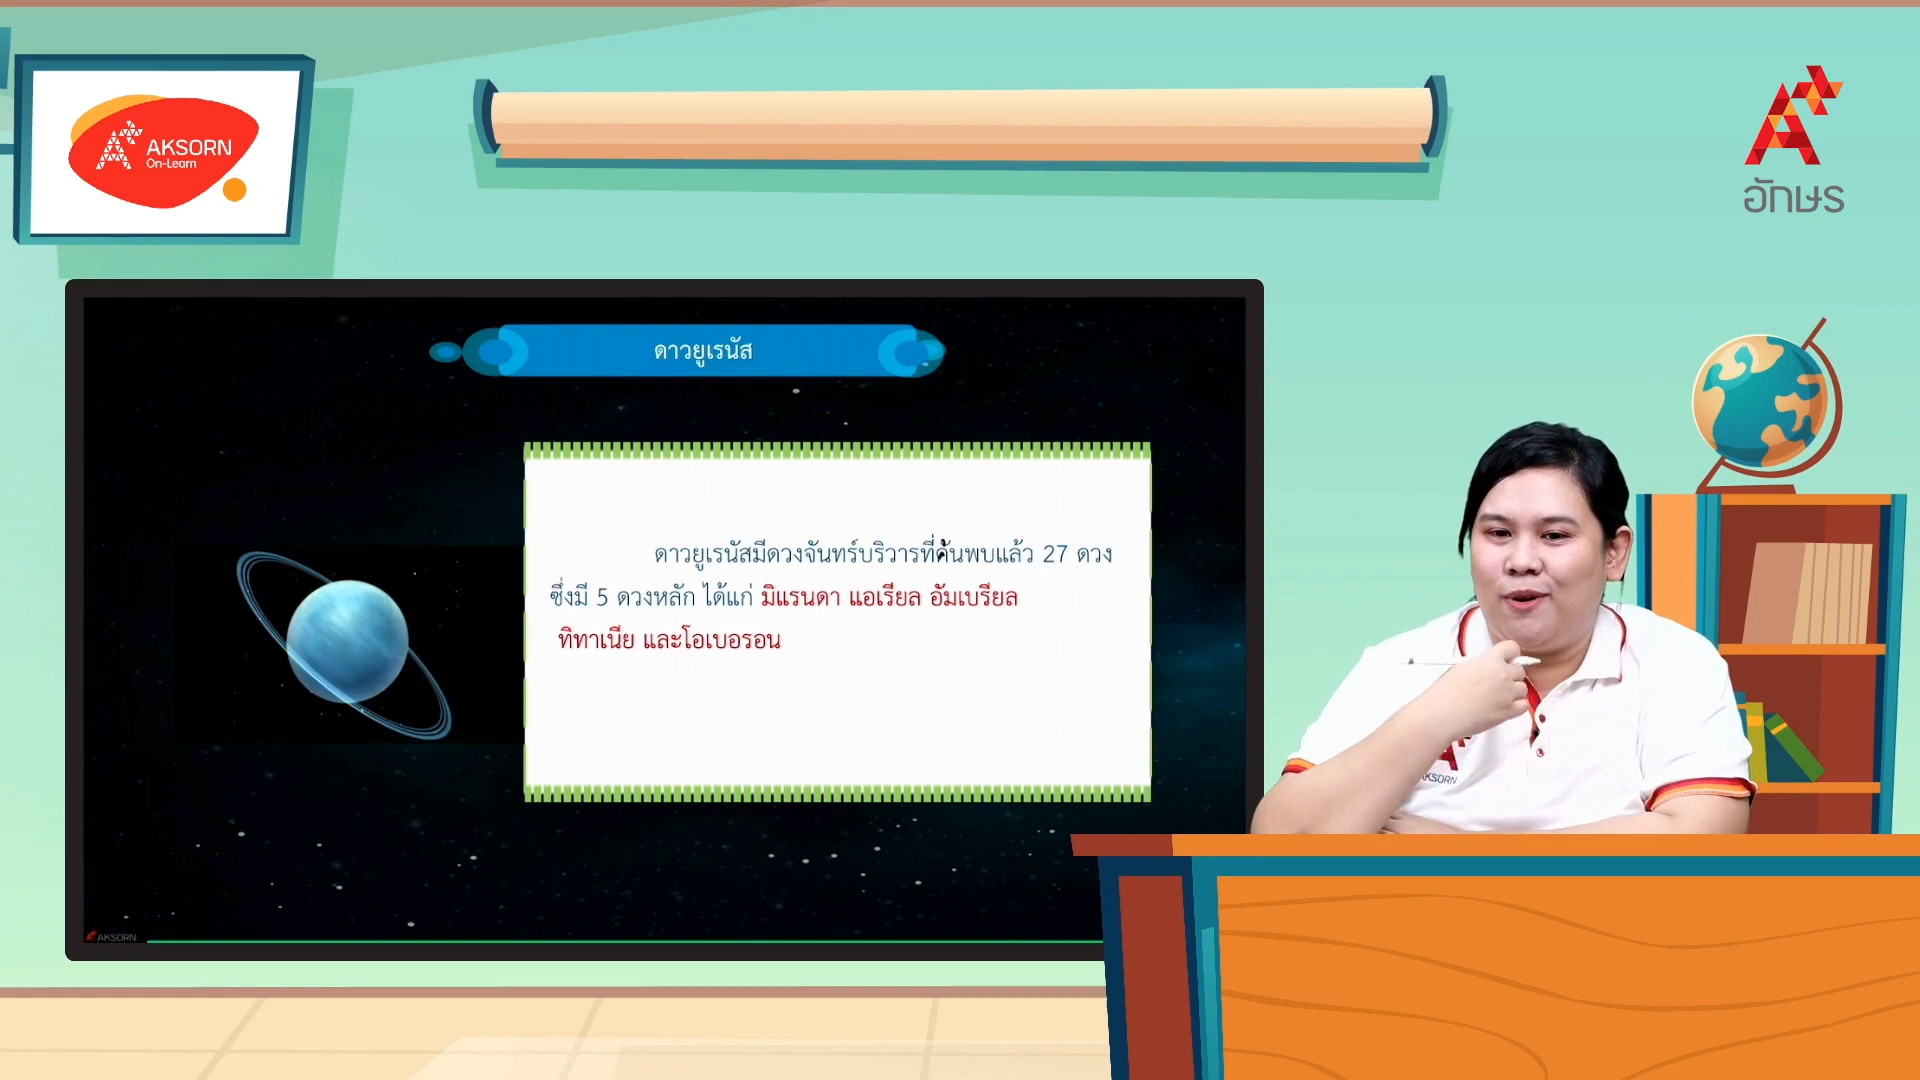 AKSORN
On-Learn
อักษร
ดาวยูเรนัส
ดาวยูเรนัสมีดวงจันทร์บริวารที่ค้นพบแล้ว 27 ดวง
ซึ่งมี 5 ดวงหลัก ได้แก่ มิแรนดา แอเรียล อัมเบรียล
ทิทาเนีย และโอเบอรอน
AKSORN
AKSORN